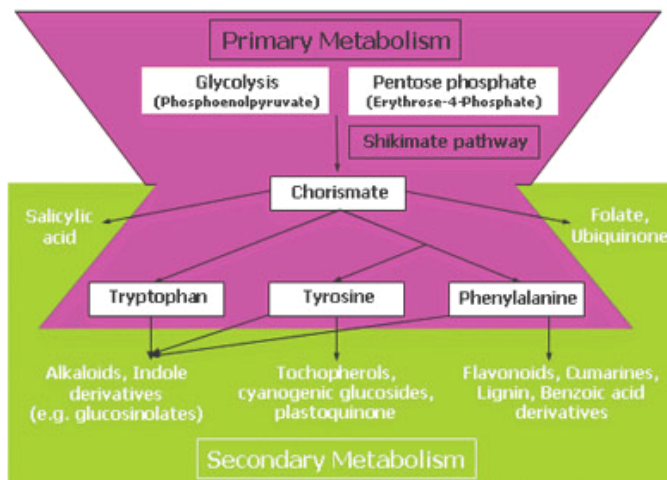 Primary Metabolism
Glycolysis
(Phosphoenolpyruvate)
Pentose phosphate
(Erythrose-4-Phosphate)
Shikimate pathway
Chorismate
Salicylic
acid
Folate,
Ubiquinone
Tryptophan
Tyrosine
Phenylalanine
Alkaloids, Indole
derivatives
(e.g. glucosinolates)
Tochopherols,
cyanogenic glucosides,
plastoquinone
Flavonoids, Cumarines,
Lignin, Benzoic acid
derivatives
Secondary Metabolism